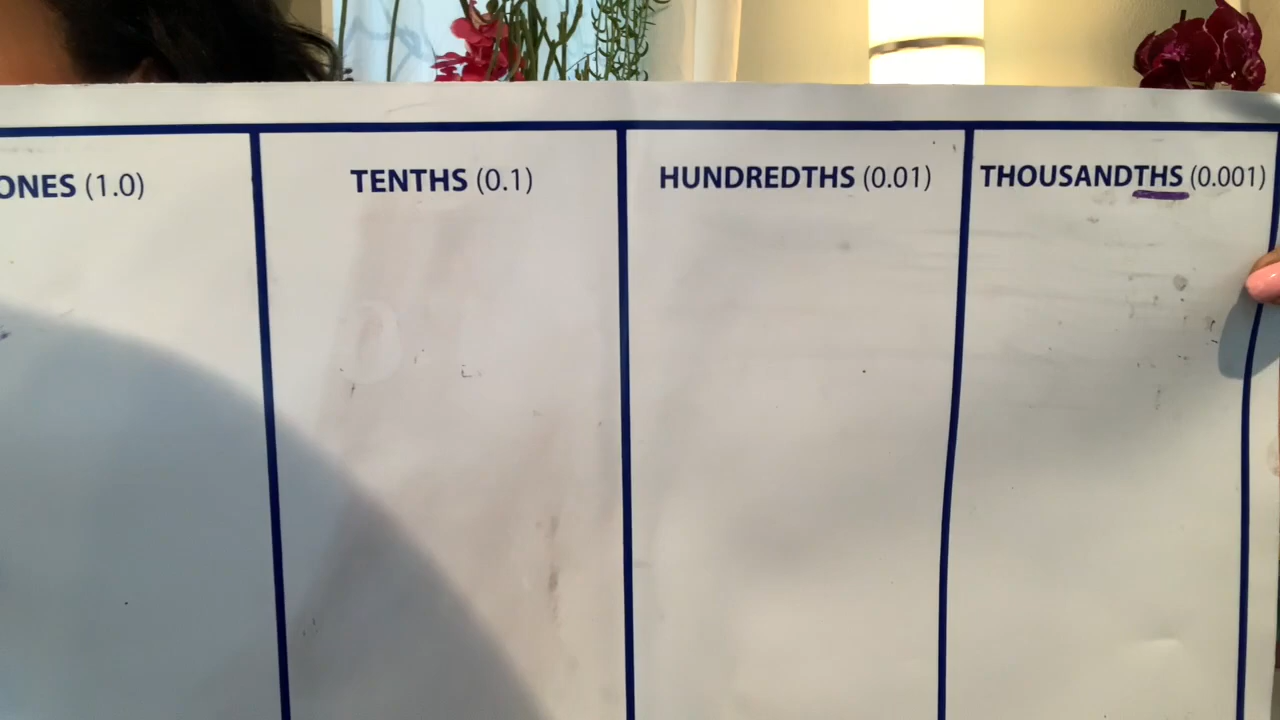 ONES (1.0) TENTHS (0.1) HUNDREDTHS (0.01) THOUSANDTHS (0.001)